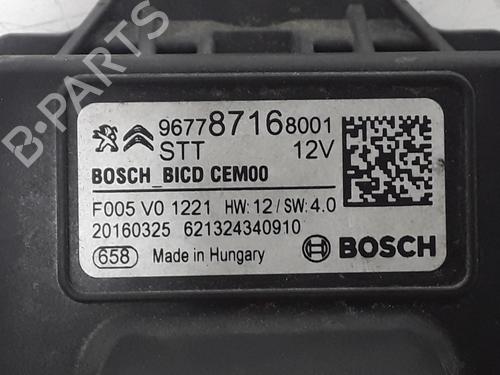 B-PARTS
96778716 8001
STT 12V
BOSCH_BICD CEM00
F005 V0 1221 HW: 12 / SW: 4.0
20160325 621324340910
658 Made in Hungary BOSCH